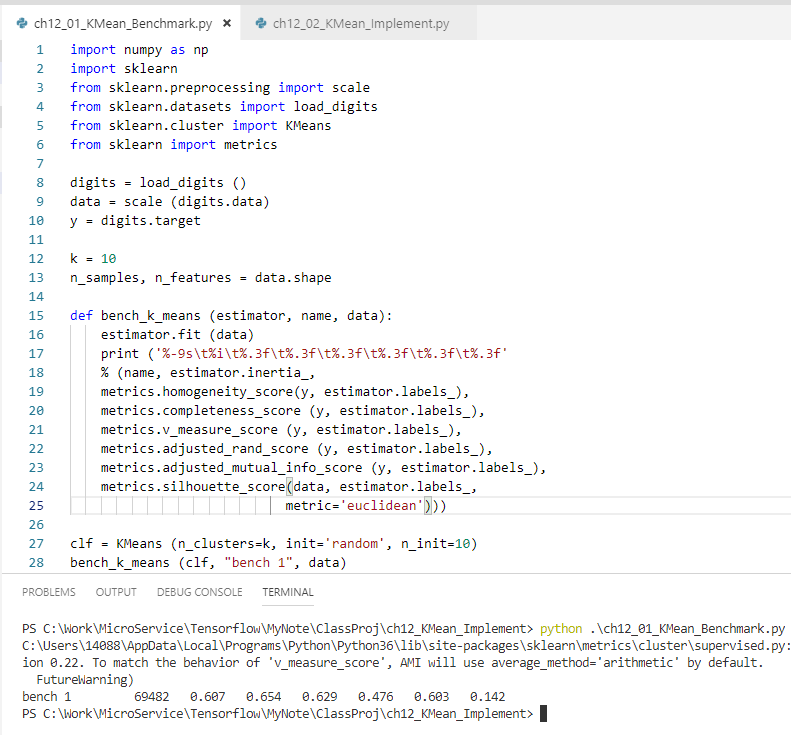 ch12_01_KMean_Benchmark.py × ch12_02_KMean_Implement.py
1 import numpy as np
2 import sklearn
3 from sklearn.preprocessing import scale
4 from sklearn.datasets import load_digits
5 from sklearn.cluster import KMeans
6 from sklearn import metrics
7
8 digits = load_digits ()
9 data = scale (digits.data)
10 y = digits.target
11
12 k = 10
13 n_samples, n_features = data.shape
14
15 def bench_k_means (estimator, name, data):
16     estimator.fit (data)
17     print ('%-9s\t%i\t%.3f\t%.3f\t%.3f\t%.3f\t%.3f\t%.3f'
18     % (name, estimator.inertia_,
19     metrics.homogeneity_score(y, estimator.labels_),
20     metrics.completeness_score (y, estimator.labels_),
21     metrics.v_measure_score (y, estimator.labels_),
22     metrics.adjusted_rand_score (y, estimator.labels_),
23     metrics.adjusted_mutual_info_score (y, estimator.labels_),
24     metrics.silhouette_score(data, estimator.labels_,
25                             metric='euclidean')))
26
27 clf = KMeans (n_clusters=k, init='random', n_init=10)
28 bench_k_means (clf, "bench 1", data)
PROBLEMS OUTPUT DEBUG CONSOLE TERMINAL
PS C:\Work\MicroService\Tensorflow\MyNote\ClassProj\ch12_KMean_Implement> python .\ch12_01_KMean_Benchmark.py
C:\Users\14088\AppData\Local\Programs\Python\Python36\lib\site-packages\sklearn\metrics\cluster\supervised.py:
ion 0.22. To match the behavior of 'v_measure_score', AMI will use average_method='arithmetic' by default.
  FutureWarning)
bench 1         69482   0.607   0.654   0.629   0.476   0.603   0.142
PS C:\Work\MicroService\Tensorflow\MyNote\ClassProj\ch12_KMean_Implement>